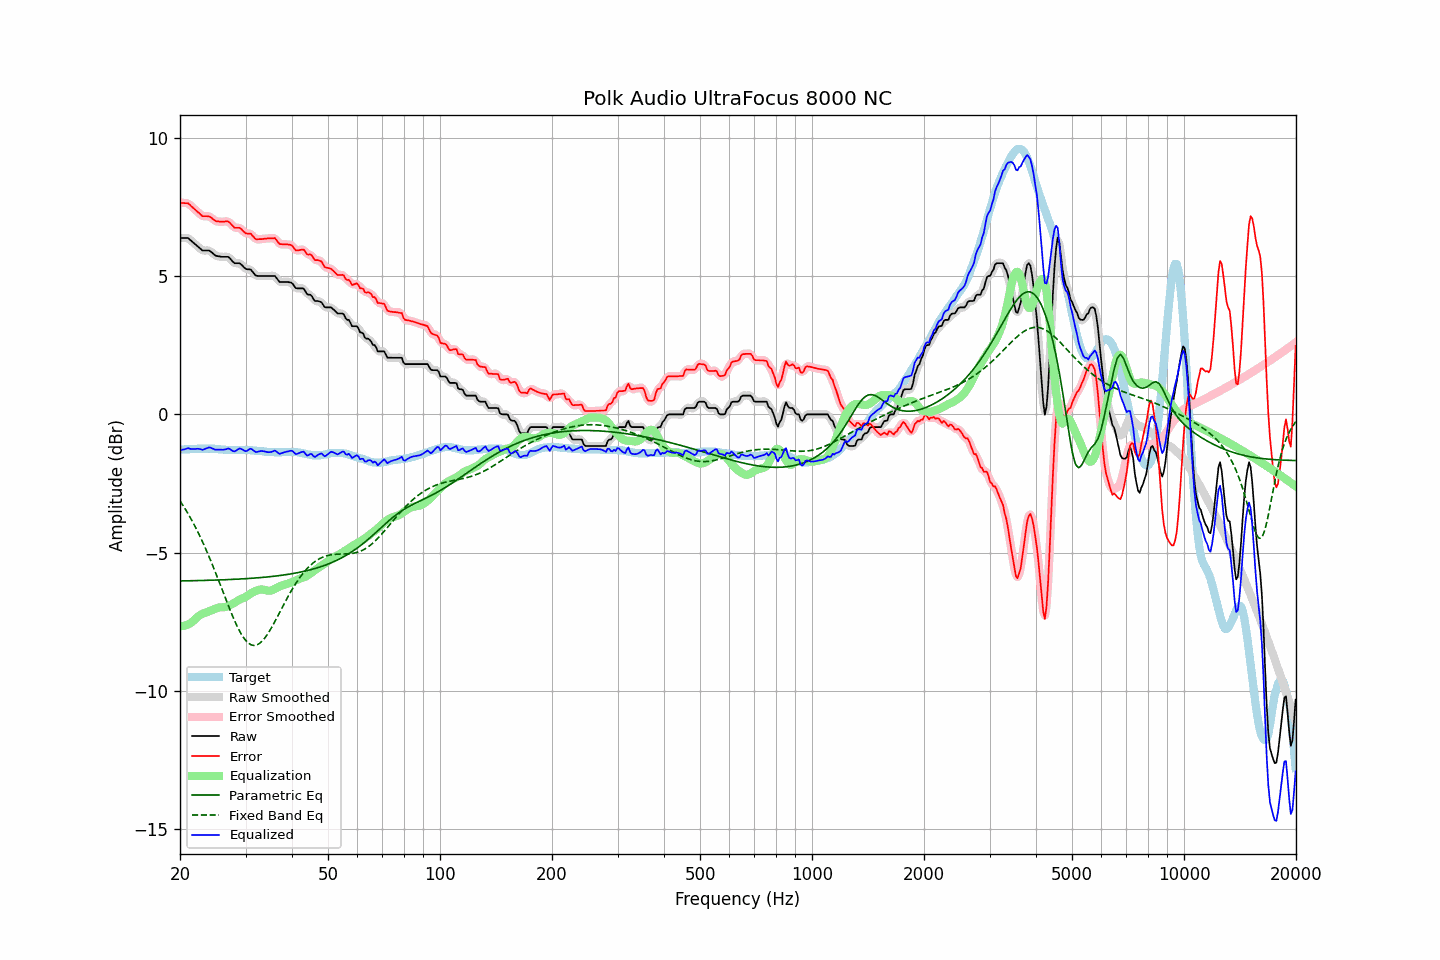 Polk Audio UltraFocus 8000 NC
Amplitude (dBr)
10
5
0
−5
−10
−15
Target
Raw Smoothed
Error Smoothed
Raw
Error
Equalization
Parametric Eq
Fixed Band Eq
Equalized
20 50 100 200 500 1000 2000 5000 10000 20000
Frequency (Hz)